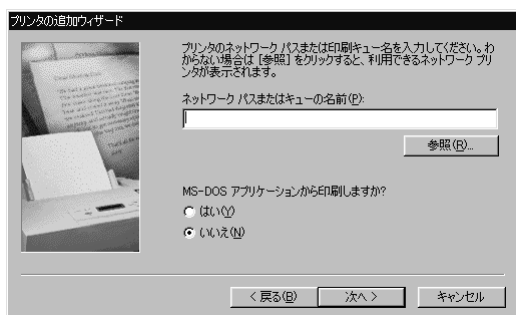 プリンタの追加ウィザード
プリンタのネットワーク パスまたは印刷キュー名を入力してください。わ
からない場合は [参照] をクリックすると、利用できるネットワーク プリ
ンタが表示されます。
ネットワーク パスまたはキューの名前(P):
参照(R)...
MS-DOS アプリケーションから印刷しますか?
はい(Y)
いいえ(N)
< 戻る(B)
次へ >
キャンセル